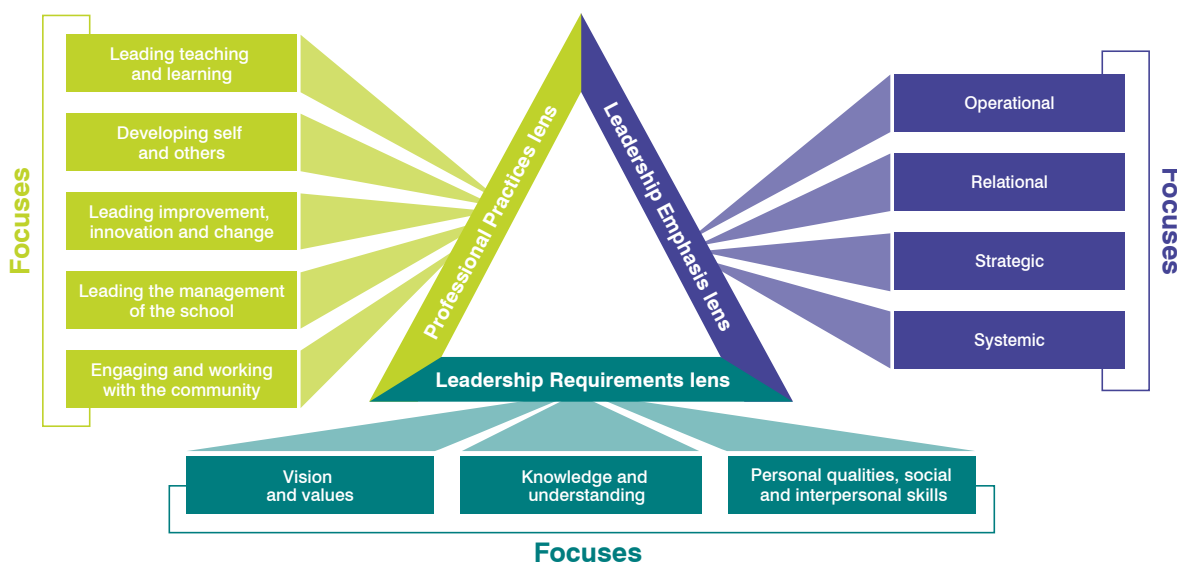 Focuses
Leading teaching
and learning
Developing self
and others
Leading improvement,
innovation and change
Leading the management
of the school
Engaging and working
with the community
Professional Practices lens
Leadership Emphasis lens
Leadership Requirements lens
Operational
Relational
Strategic
Systemic
Focuses
Vision
and values
Knowledge and
understanding
Personal qualities, social
and interpersonal skills
Focuses